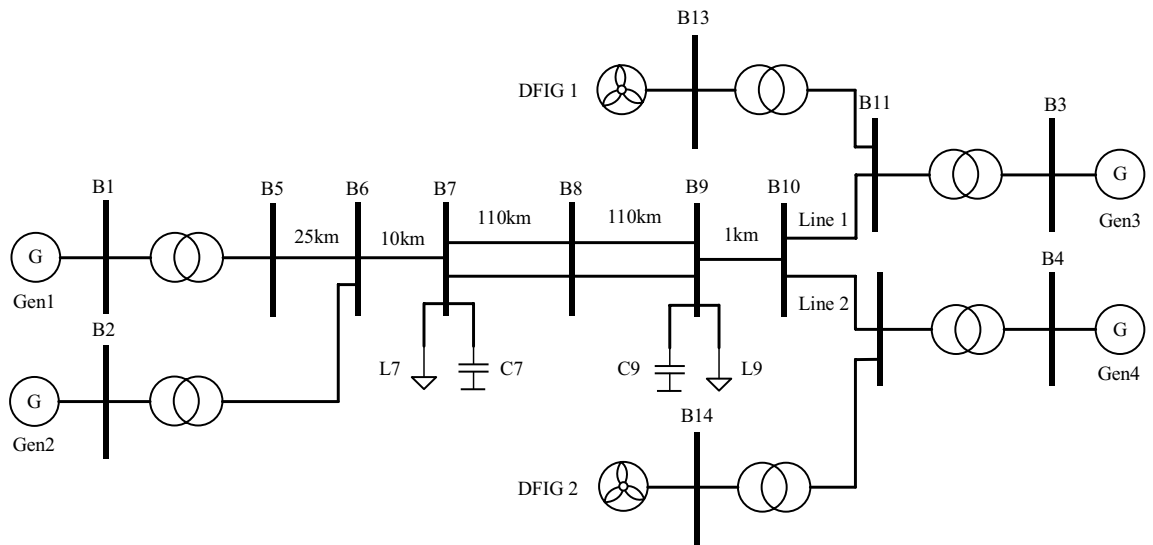 B13
DFIG 1
B11
B3
G
Gen3
B1
B5
B6
B7
B8
B9
B10
110km
110km
Line 1
25km
10km
1km
G
Gen1
B4
Line 2
G
Gen4
B2
L7
C7
C9
L9
G
Gen2
B14
DFIG 2